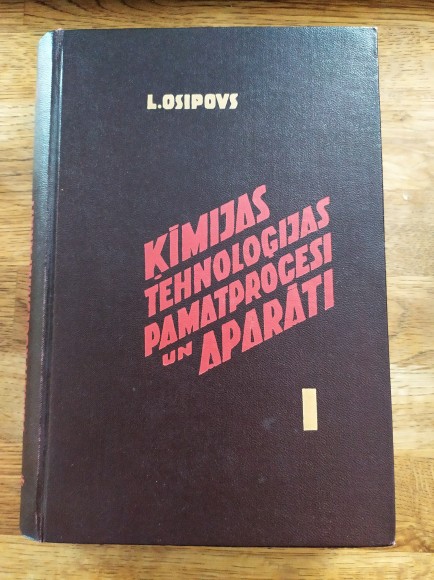 L.OSIPOVS
ĶĪMIJAS
TEHNOLOĢIJAS
PAMATPROCESI
UN APARĀTI
I